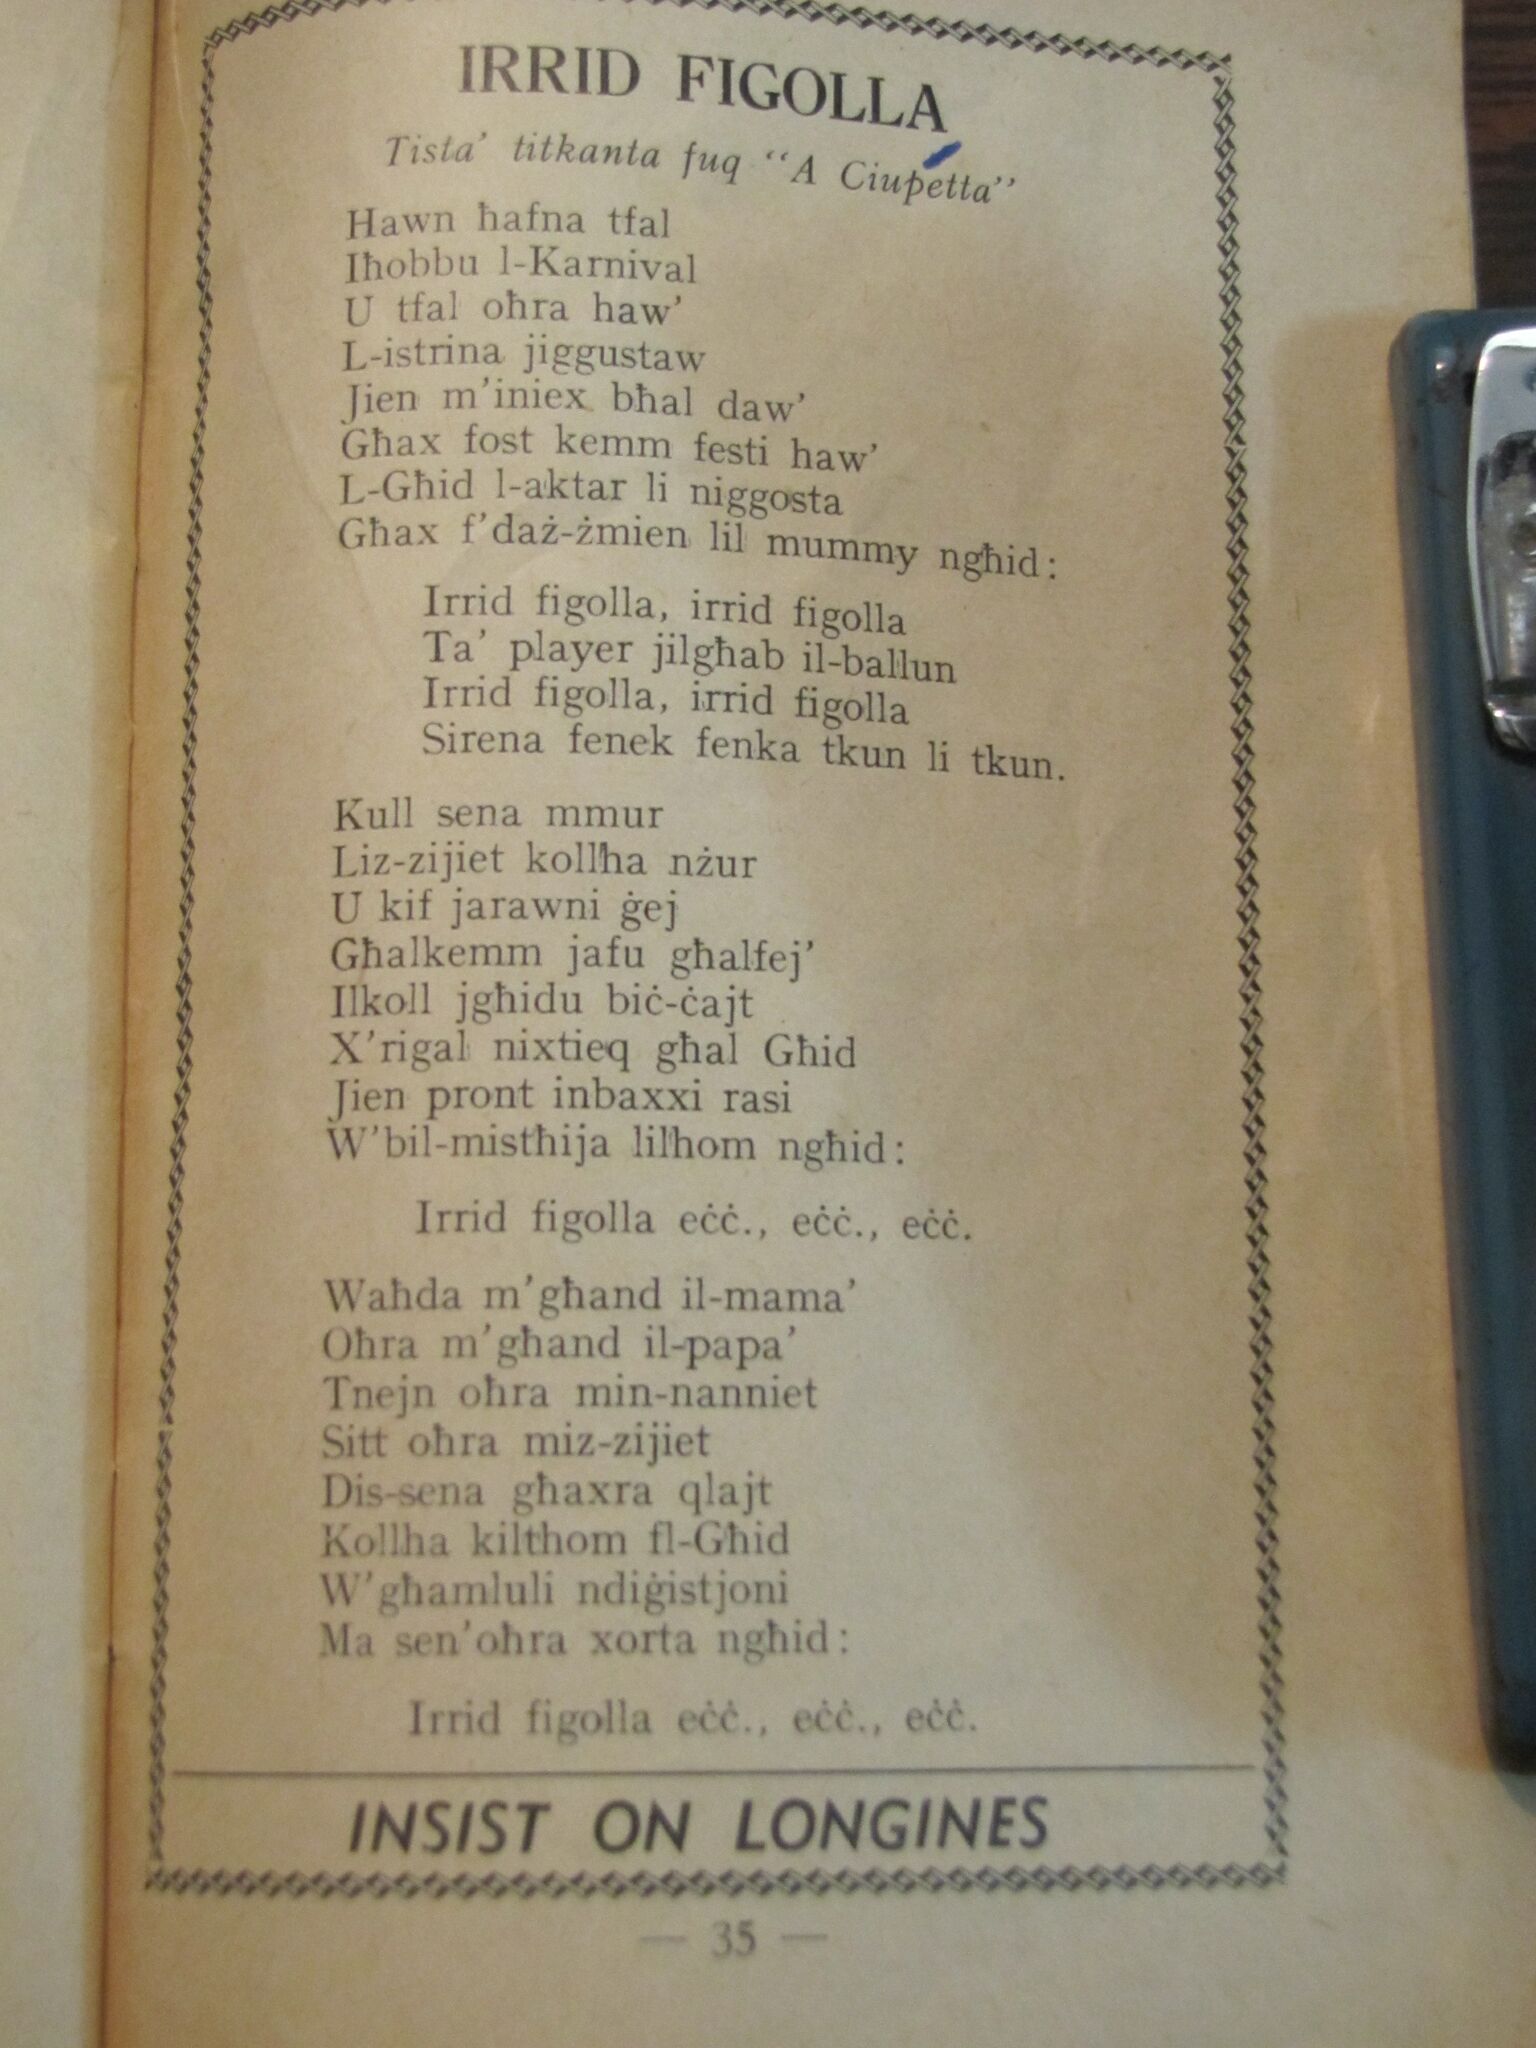 IRRID FIGOLLA
Tista' titkanta fuq "A Ciupetta"
Hawn ħafna tfal
Iħobbu l-Karnival
U tfal oħra haw'
L-istrina jiggustaw
Jien m'iniex bħal daw'
Għax fost kemm festi haw'
L-Għid l-aktar li niggosta
Għax f'daż-żmien lil mummy ngħid:
Irrid figolla, irrid figolla
Ta' player jilgħab il-ballun
Irrid figolla, irrid figolla
Sirena fenek fenka tkun li tkun.
Kull sena mmur
Liz-zijiet kollha nżur
U kif jarawni ġej
Għalkemm jafu għalfej'
Ilkoll jgħidu biċ-ċajt
X'rigal nixtieq għal Għid
Jien pront inbaxxi rasi
W'bil-mistħija lilhom ngħid:
Irrid figolla eċċ., eċċ., eċċ.
Waħda m'għand il-mama'
Oħra m'għand il-papa'
Tnejn oħra min-nanniet
Sitt oħra miz-zijiet
Dis-sena għaxra qlajt
Kollha kilthom fl-Għid
W'għamluli ndiġistjoni
Ma sen'oħra xorta ngħid:
Irrid figolla eċċ., eċċ., eċċ.
INSIST ON LONGINES
— 35 —